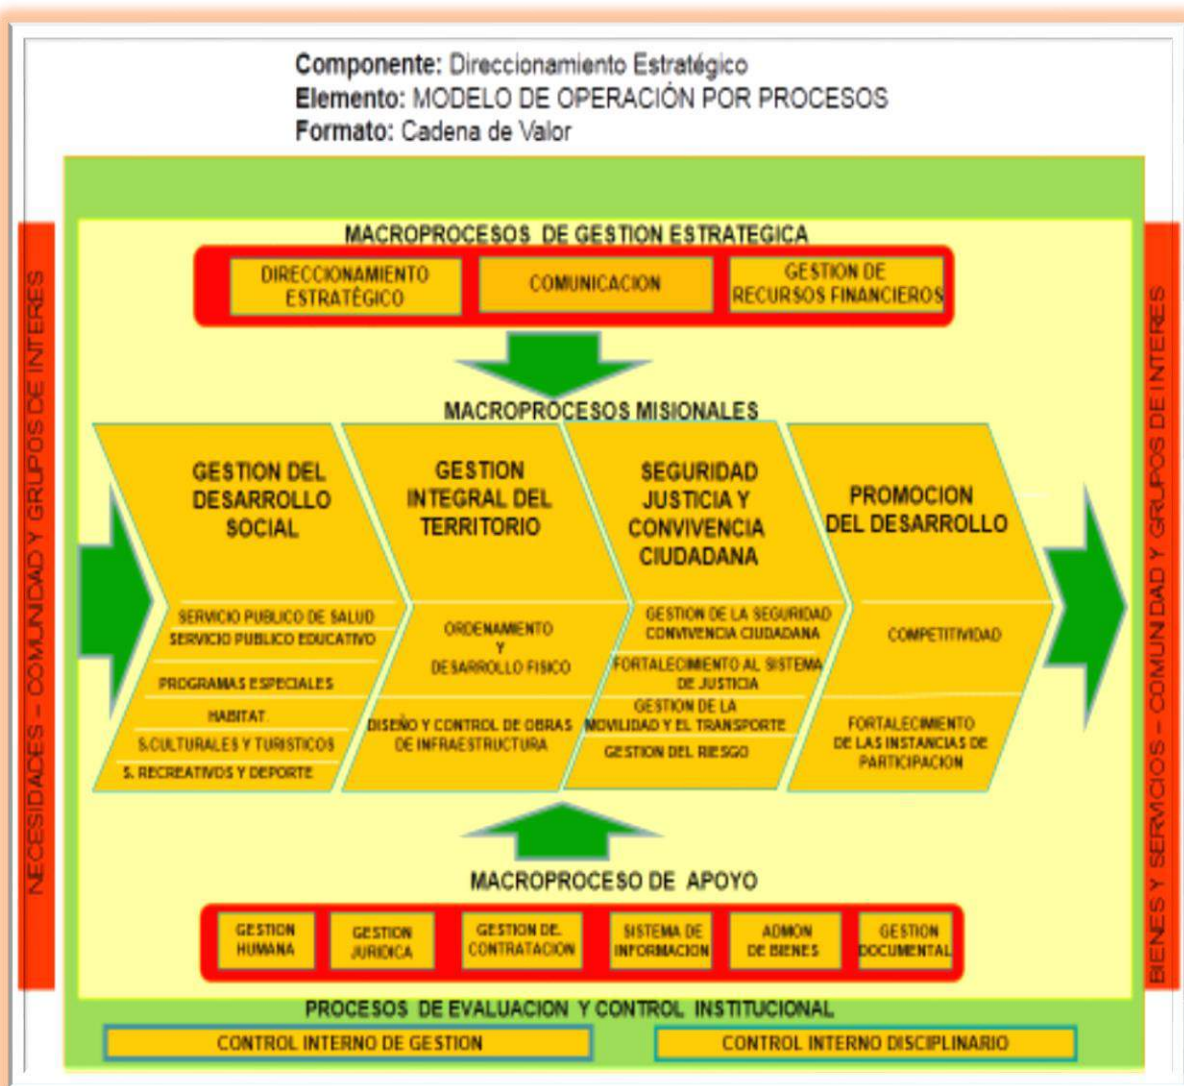 Componente: Direccionamiento Estratégico
Elemento: MODELO DE OPERACIÓN POR PROCESOS
Formato: Cadena de Valor
NECESIDADES – COMUNIDAD Y GRUPOS DE INTERES
MACROPROCESOS DE GESTION ESTRATEGICA
DIRECCIONAMIENTO
ESTRATÉGICO
COMUNICACION
GESTION DE
RECURSOS FINANCIEROS
MACROPROCESOS MISIONALES
GESTION DEL
DESARROLLO
SOCIAL
SERVICIO PUBLICO DE SALUD
SERVICIO PUBLICO EDUCATIVO
PROGRAMAS ESPECIALES
HABITAT.
S.CULTURALES Y TURISTICOS
S. RECREATIVOS Y DEPORTE
GESTION
INTEGRAL DEL
TERRITORIO
ORDENAMIENTO
Y
DESARROLLO FISICO
DISEÑO Y CONTROL DE OBRAS
DE INFRAESTRUCTURA
SEGURIDAD
JUSTICIA Y
CONVIVENCIA
CIUDADANA
GESTION DE LA SEGURIDAD
CONVIVENCIA CIUDADANA
FORTALECIMIENTO AL SISTEMA
DE JUSTICIA
GESTION DE LA
MOVILIDAD Y EL TRANSPORTE
GESTION DEL RIESGO
PROMOCION
DEL DESARROLLO
COMPETITIVIDAD
FORTALECIMIENTO
DE LAS INSTANCIAS DE
PARTICIPACION
MACROPROCESO DE APOYO
GESTION
HUMANA
GESTION
JURIDICA
GESTION DE.
CONTRATACION
SISTEMA DE
INFORMACION
ADMON
DE BIENES
GESTION
DOCUMENTAL
PROCESOS DE EVALUACION Y CONTROL INSTITUCIONAL
CONTROL INTERNO DE GESTION
CONTROL INTERNO DISCIPLINARIO
BIENES Y SERVICIOS – COMUNIDAD Y GRUPOS DE INTERES